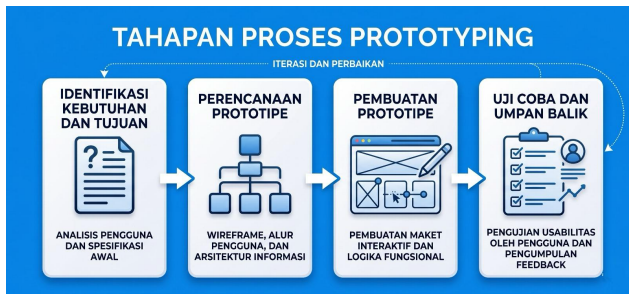 TAHAPAN PROSES PROTOTYPING
ITERASI DAN PERBAIKAN
IDENTIFIKASI
KEBUTUHAN
DAN TUJUAN
?
ANALISIS PENGGUNA
DAN SPESIFIKASI
AWAL
PERENCANAAN
PROTOTIPE
WIREFRAME, ALUR
PENGGUNA, DAN
ARSITEKTUR INFORMASI
PEMBUATAN
PROTOTIPE
PEMBUATAN MAKET
INTERAKTIF DAN
LOGIKA FUNGSIONAL
UJI COBA DAN
UMPAN BALIK
PENGUJIAN USABILITAS
OLEH PENGGUNA DAN
PENGUMPULAN
FEEDBACK